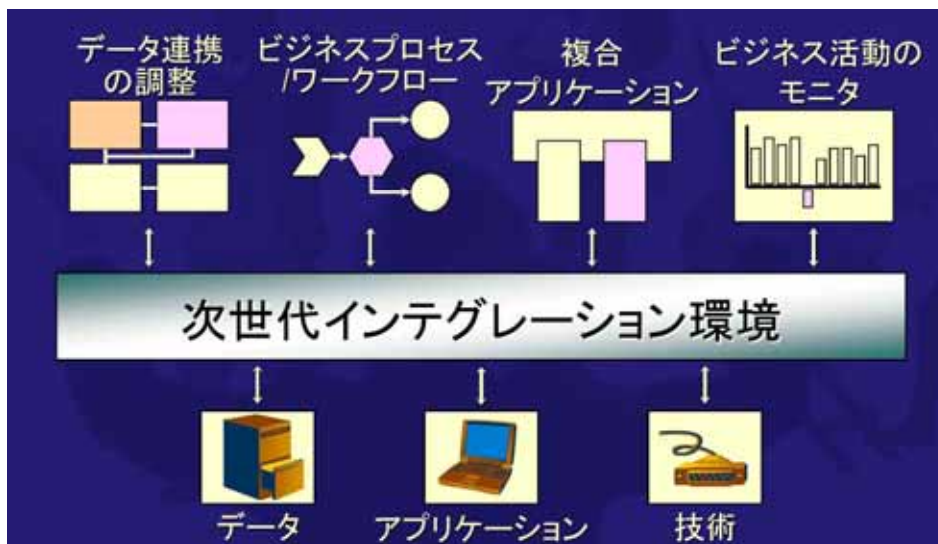 データ連携
の調整
ビジネスプロセス
/ワークフロー
複合
アプリケーション
ビジネス活動の
モニタ
次世代インテグレーション環境
データ
アプリケーション
技術